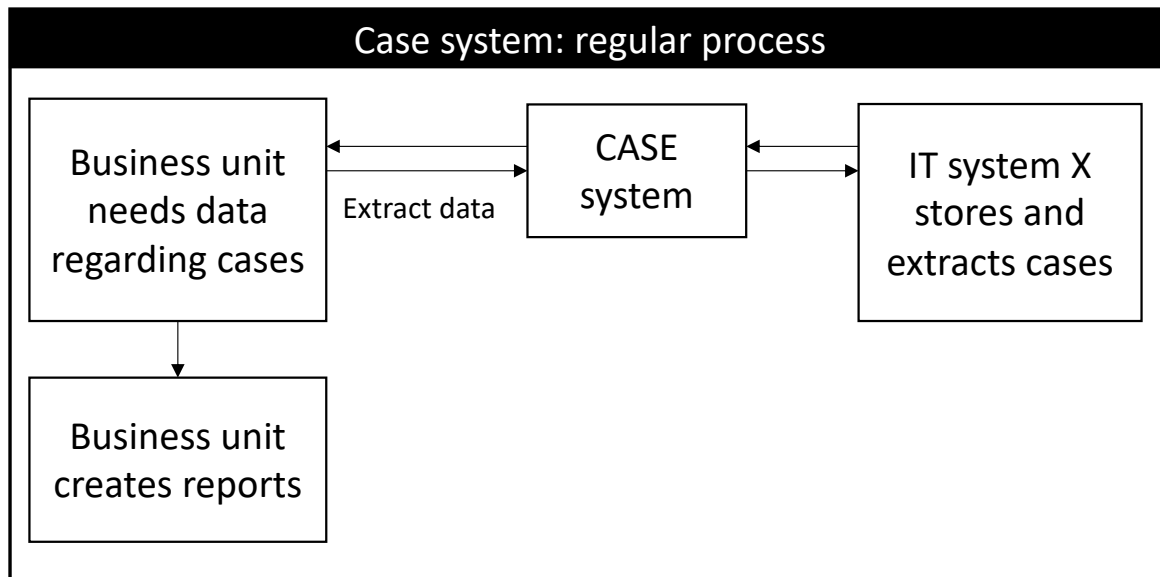 Case system: regular process
Business unit
needs data
regarding cases
Extract data
CASE
system
IT system X
stores and
extracts cases
Business unit
creates reports